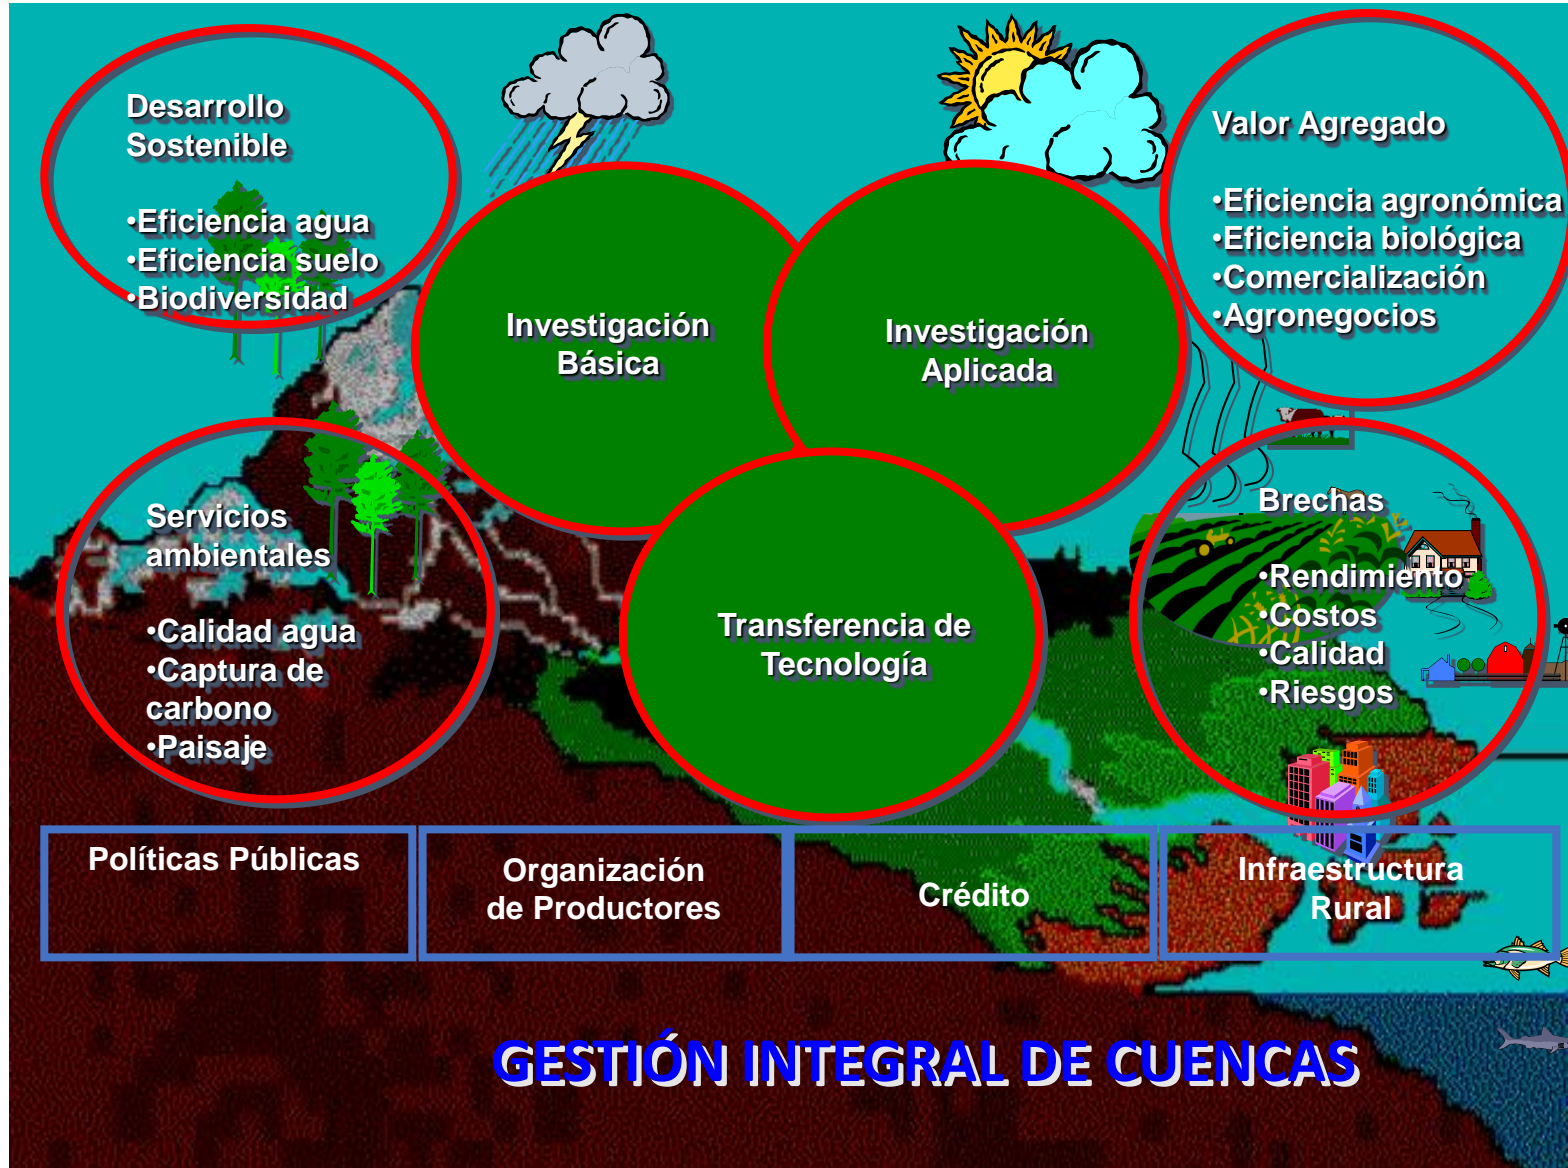 Desarrollo
Sostenible
•Eficiencia agua
•Eficiencia suelo
•Biodiversidad
Investigación
Básica
Investigación
Aplicada
Valor Agregado
•Eficiencia agronómica
•Eficiencia biológica
•Comercialización
•Agronegocios
Servicios
ambientales
•Calidad agua
•Captura de
carbono
•Paisaje
Transferencia de
Tecnología
Brechas
•Rendimiento
•Costos
•Calidad
•Riesgos
Políticas Públicas
Organización
de Productores
Crédito
Infraestructura
Rural
GESTIÓN INTEGRAL DE CUENCAS